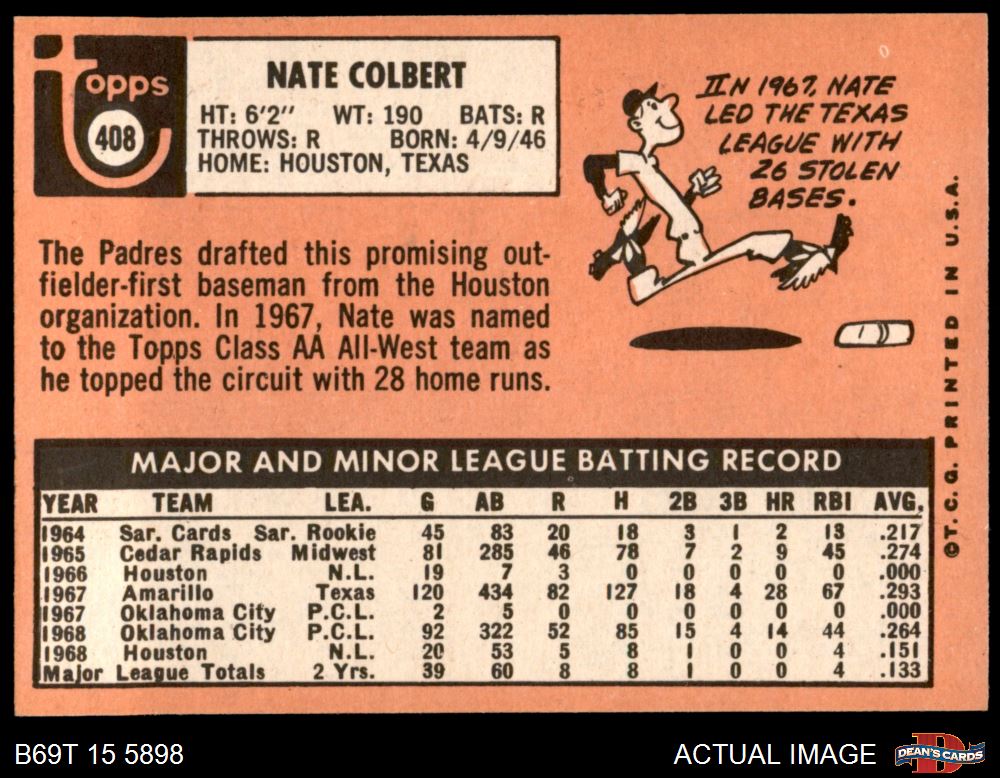 Topps
408
NATE COLBERT
HT: 6'2" WT: 190 BATS: R
THROWS: R BORN: 4/9/46
HOME: HOUSTON, TEXAS
IN 1967, NATE
LED THE TEXAS
LEAGUE WITH
26 STOLEN
BASES.
The Padres drafted this promising out-
fielder-first baseman from the Houston
organization. In 1967, Nate was named
to the Topps Class AA All-West team as
he topped the circuit with 28 home runs.
MAJOR AND MINOR LEAGUE BATTING RECORD
YEAR TEAM LEA. G AB R H 2B 3B HR RBI AVG.
1964 Sar. Cards Sar. Rookie 45 83 20 18 3 1 2 13 .217
1965 Cedar Rapids Midwest 81 285 46 78 7 2 9 45 .274
1966 Houston N.L. 19 7 3 0 0 0 0 0 .000
1967 Amarillo Texas 120 434 82 127 18 4 28 67 .293
1967 Oklahoma City P.C.L. 2 5 0 0 0 0 0 0 .000
1968 Oklahoma City P.C.L. 92 322 52 85 15 4 14 44 .264
1968 Houston N.L. 20 53 5 8 1 0 0 4 .151
Major League Totals 2 Yrs. 39 60 8 8 1 0 0 4 .133
©T. C. G. PRINTED IN U.S.A.
B69T 15 5898
ACTUAL IMAGE
DEAN'S CARDS